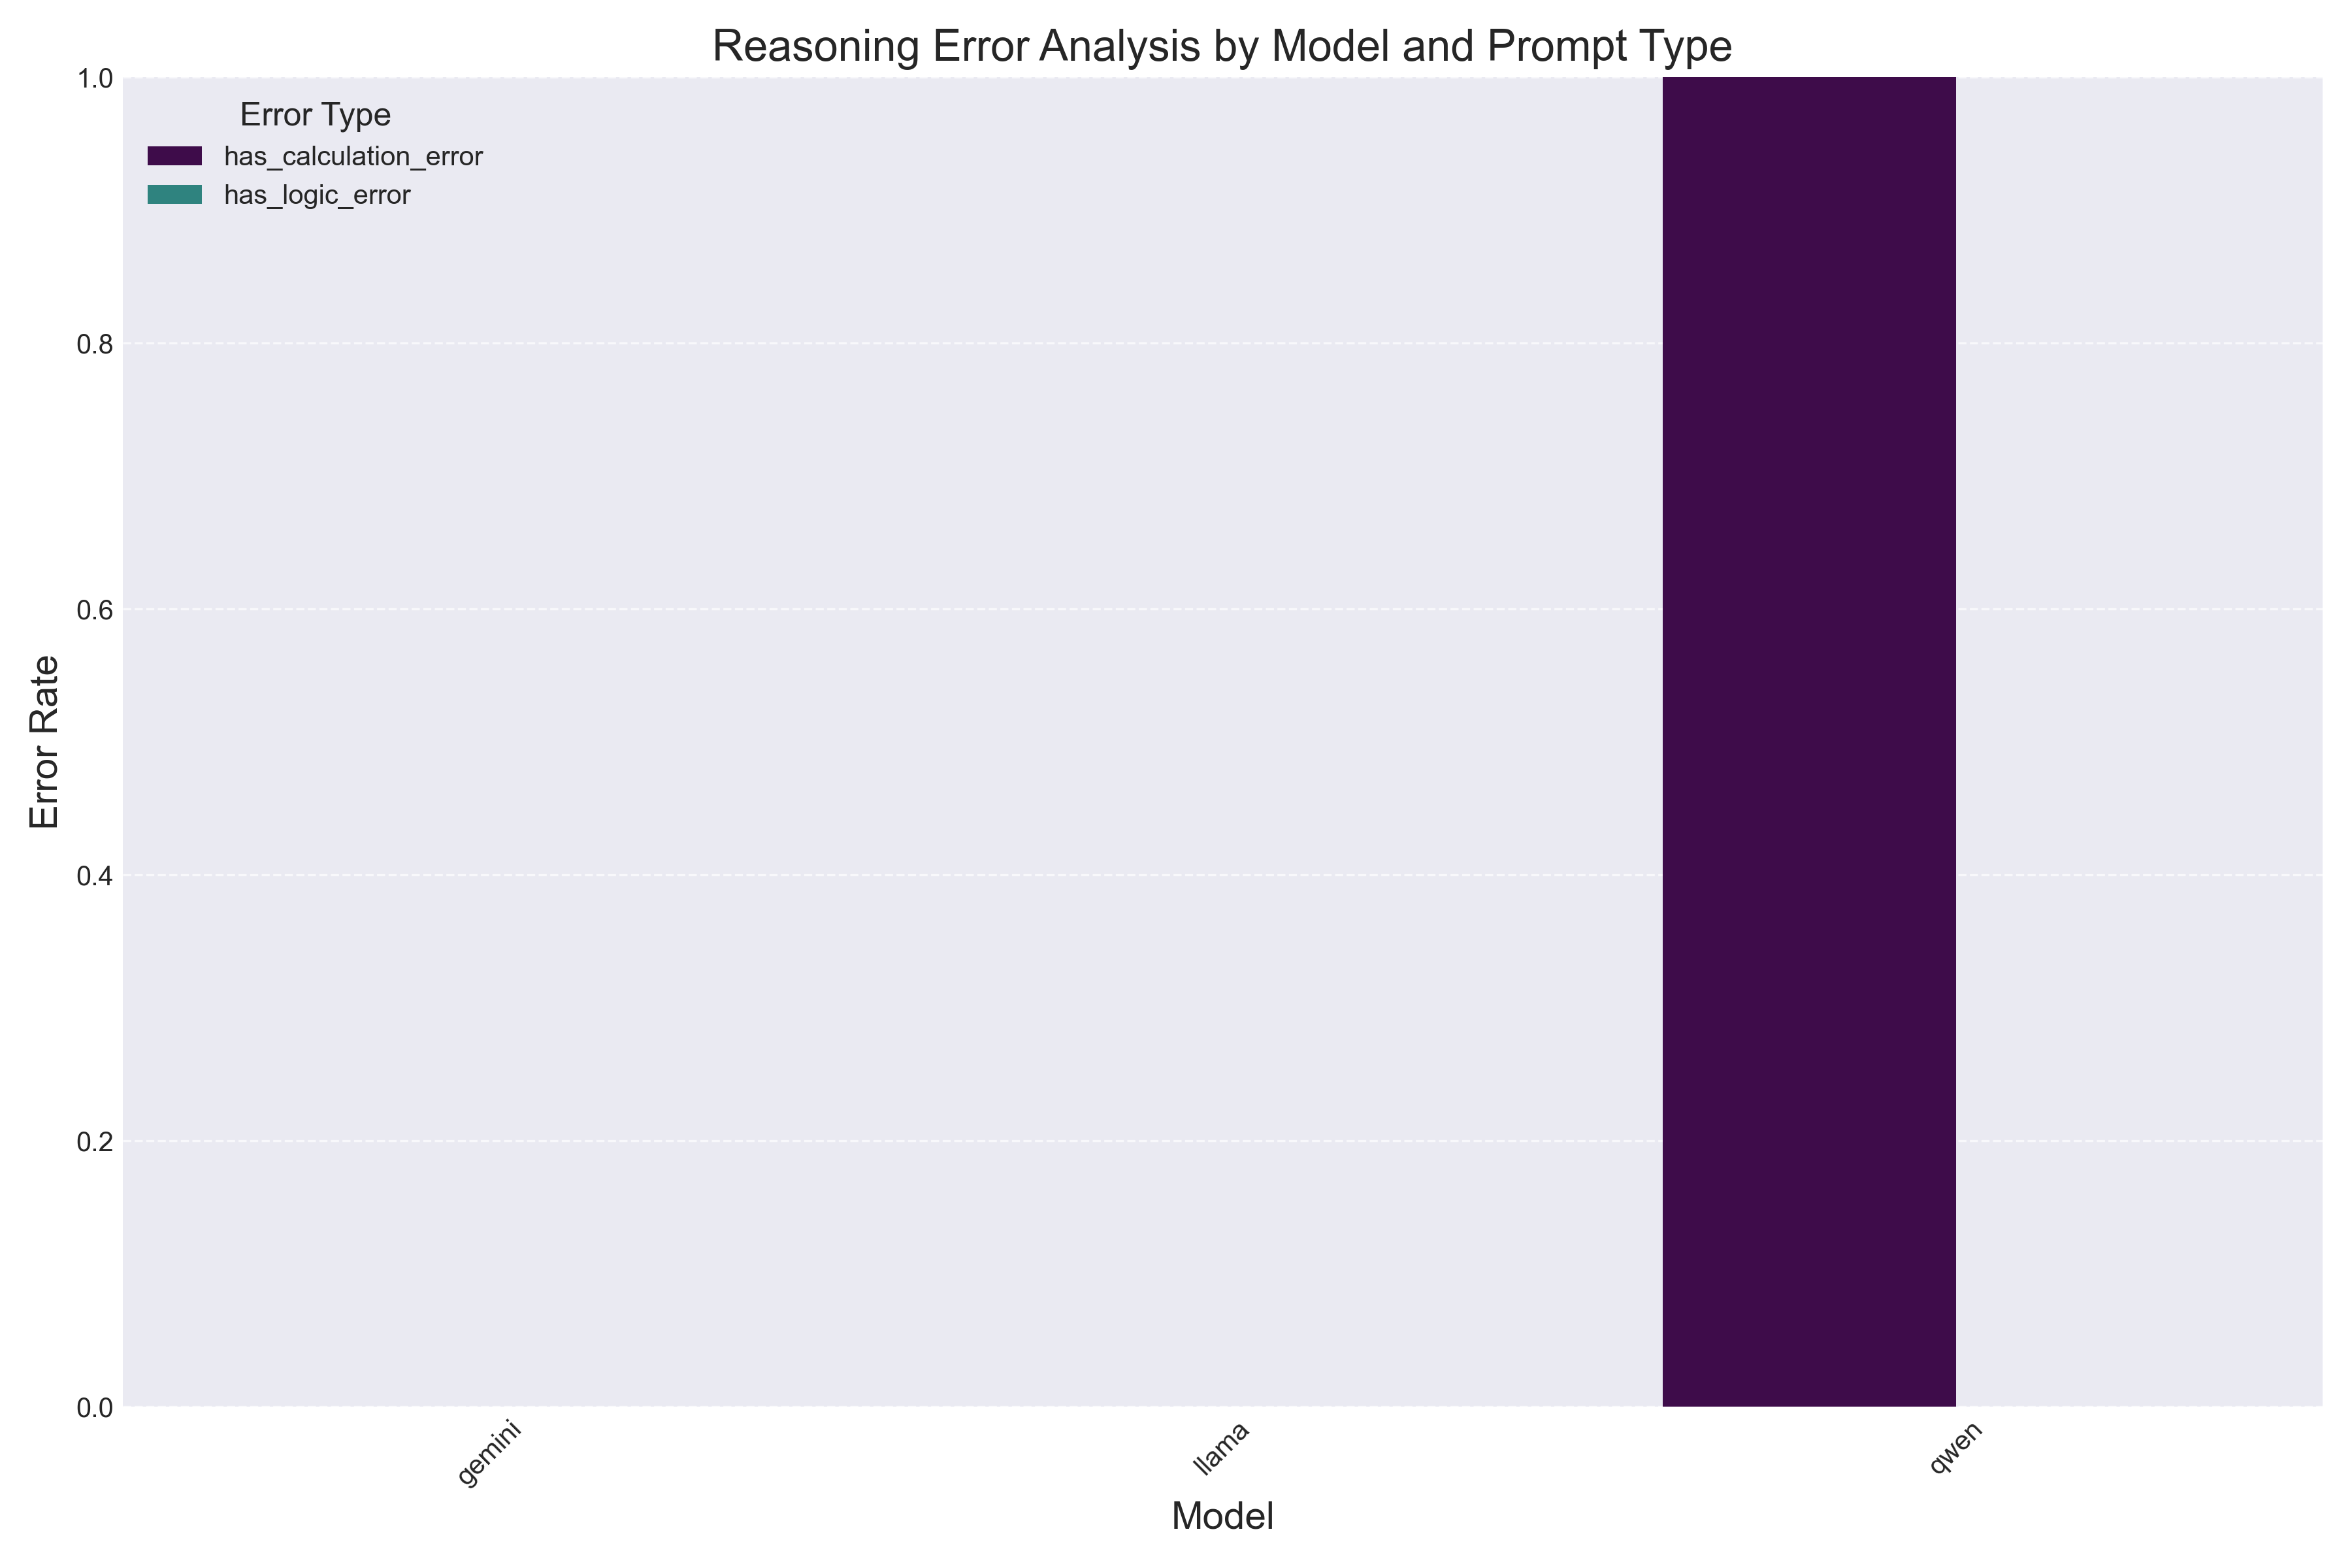 Reasoning Error Analysis by Model and Prompt Type
Error Type
has_calculation_error
has_logic_error
1.0
0.8
0.6
0.4
0.2
0.0
Error Rate
gemini
llama
qwen
Model